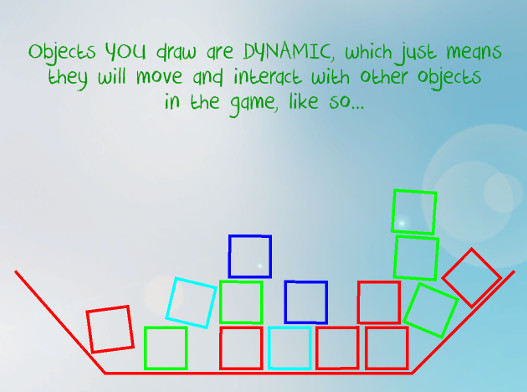 Objects YOU draw are DYNAMIC, which just means
they will move and interact with other objects
in the game, like so...